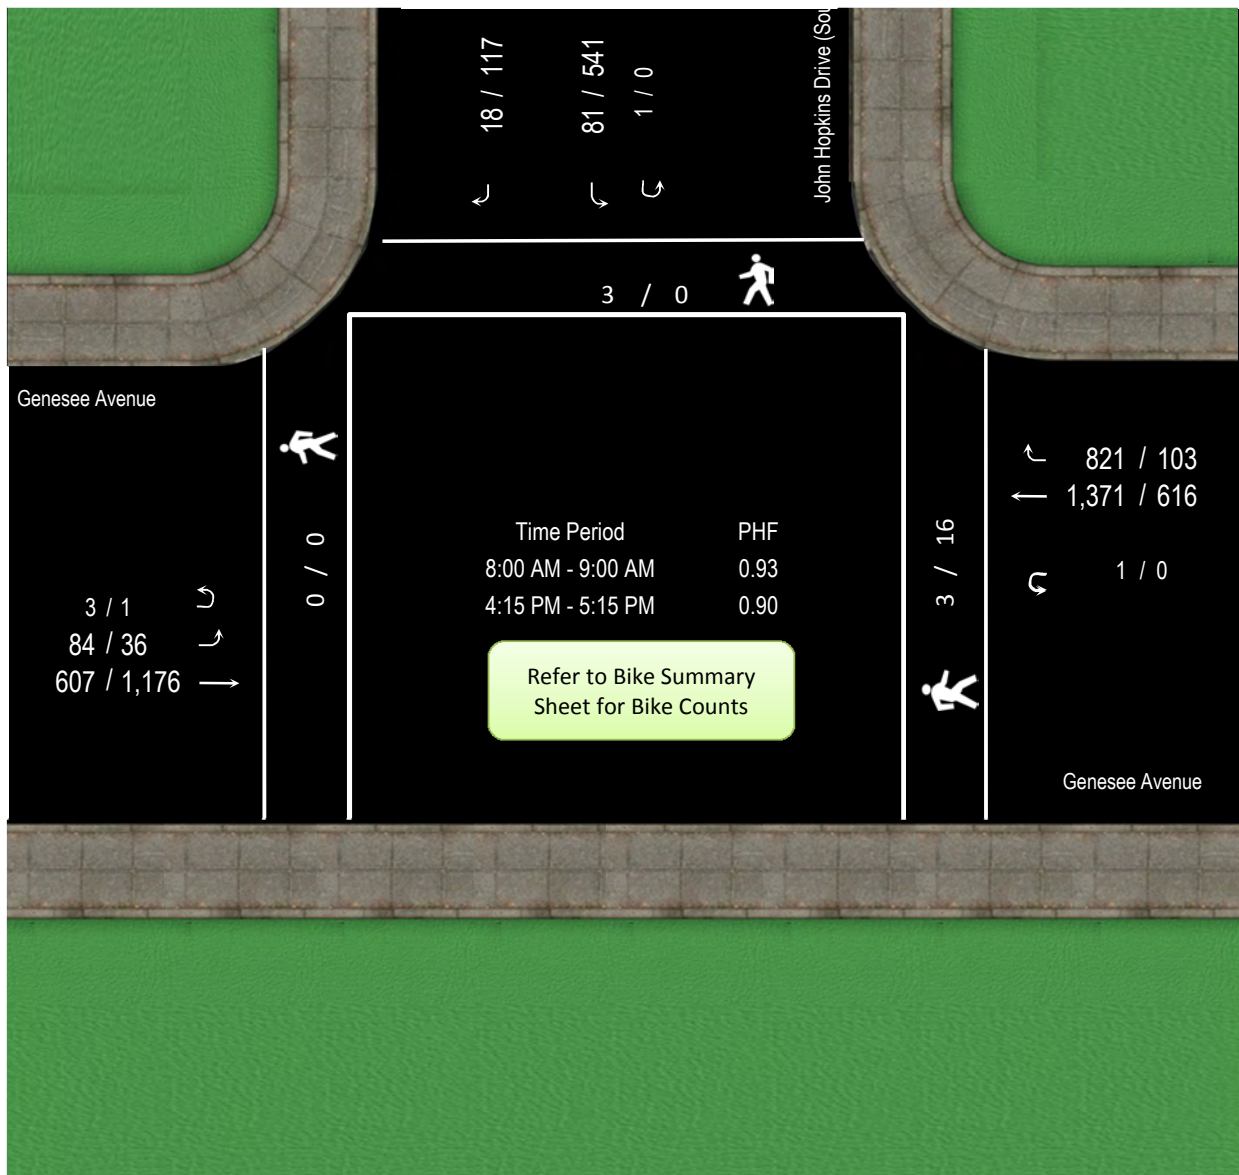 18 / 117
81 / 541
1 / 0
John Hopkins Drive (Sou
3 / 0
Genesee Avenue
821 / 103
1,371 / 616
1 / 0
0 / 0
3 / 16
Time Period PHF
8:00 AM - 9:00 AM 0.93
4:15 PM - 5:15 PM 0.90
3 / 1
84 / 36
607 / 1,176
Refer to Bike Summary
Sheet for Bike Counts
Genesee Avenue